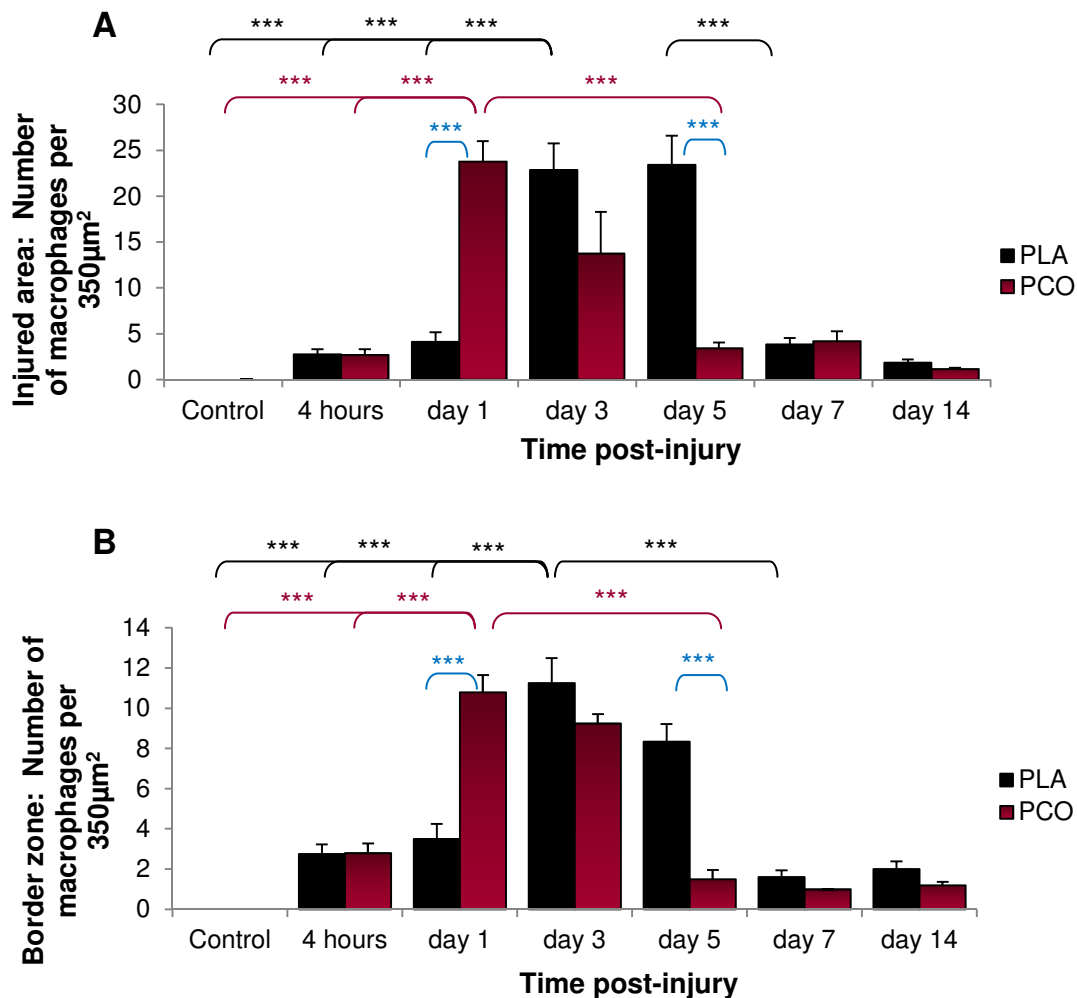 A
*** *** *** ***
*** *** ***
*** ***
Injured area: Number
of macrophages per
350µm²
30
25
20
15
10
5
0
Control 4 hours day 1 day 3 day 5 day 7 day 14
Time post-injury
PLA
PCO
B
*** *** *** ***
*** *** ***
*** ***
Border zone: Number of
macrophages per
350µm²
14
12
10
8
6
4
2
0
Control 4 hours day 1 day 3 day 5 day 7 day 14
Time post-injury
PLA
PCO